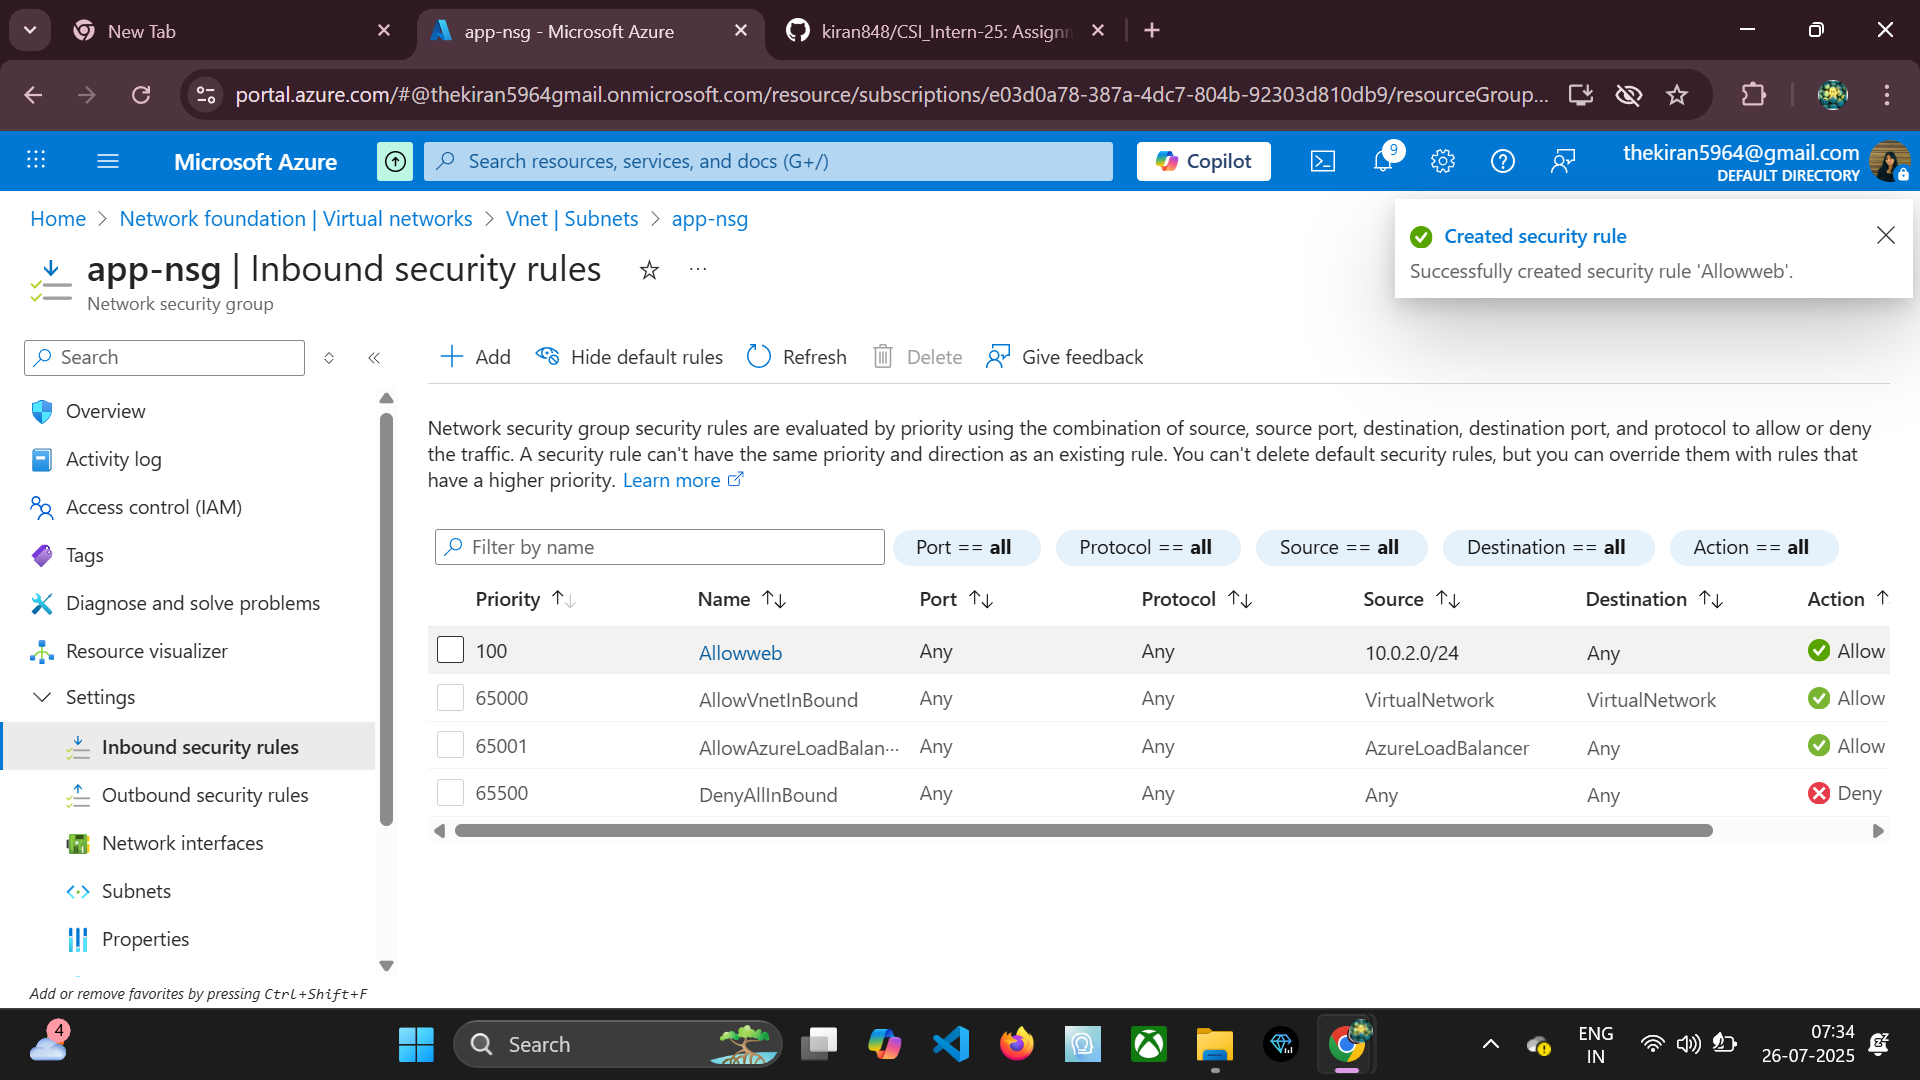 New Tab
app-nsg - Microsoft Azure
kiran848/CSI_Intern-25: Assignm
portal.azure.com/#@thekiran5964gmail.onmicrosoft.com/resource/subscriptions/e03d0a78-387a-4dc7-804b-92303d810db9/resourceGroup...
Microsoft Azure
Search resources, services, and docs (G+/)
Copilot
9
thekiran5964@gmail.com
DEFAULT DIRECTORY
Home > Network foundation | Virtual networks > Vnet | Subnets > app-nsg
Created security rule
Successfully created security rule 'Allowweb'.
app-nsg | Inbound security rules
Network security group
Search
Add
Hide default rules
Refresh
Delete
Give feedback
Overview
Activity log
Access control (IAM)
Tags
Diagnose and solve problems
Resource visualizer
Settings
Inbound security rules
Outbound security rules
Network interfaces
Subnets
Properties
Add or remove favorites by pressing Ctrl+Shift+F
Network security group security rules are evaluated by priority using the combination of source, source port, destination, destination port, and protocol to allow or deny
the traffic. A security rule can't have the same priority and direction as an existing rule. You can't delete default security rules, but you can override them with rules that
have a higher priority. Learn more
Filter by name
Port == all
Protocol == all
Source == all
Destination == all
Action == all
Priority Name Port Protocol Source Destination Action
100 Allowweb Any Any 10.0.2.0/24 Any Allow
65000 AllowVnetInBound Any Any VirtualNetwork VirtualNetwork Allow
65001 AllowAzureLoadBalan... Any Any AzureLoadBalancer Any Allow
65500 DenyAllInBound Any Any Any Any Deny
4
Search
ENG
IN
07:34
26-07-2025